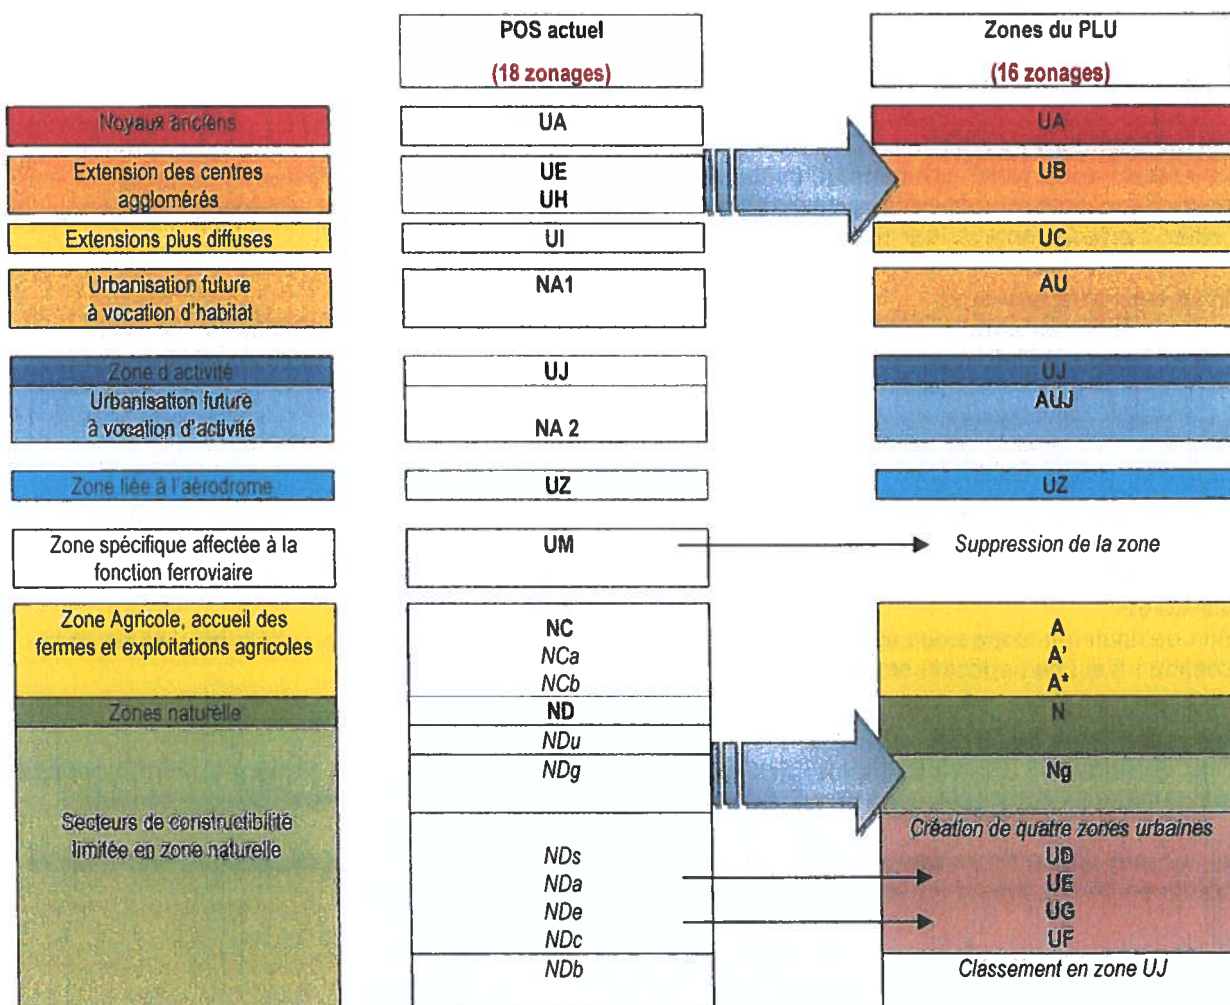 POS actuel
(18 zonages)
Zones du PLU
(16 zonages)
Noyaux anciens
UA
UA
Extension des centres
agglomérés
UE
UH
UB
Extensions plus diffuses
UI
UC
Urbanisation future
à vocation d'habitat
NA1
AU
Zone d'activité
UJ
UJ
Urbanisation future
à vocation d'activité
NA 2
AUJ
Zone liée à l'aérodrome
UZ
UZ
Zone spécifique affectée à la
fonction ferroviaire
UM
Suppression de la zone
Zone Agricole, accueil des
fermes et exploitations agricoles
NC
NCa
NCb
A
A'
A*
Zones naturelle
ND
NDu
N
NDg
Ng
Secteurs de constructibilité
limitée en zone naturelle
NDs
NDa
NDe
NDc
Création de quatre zones urbaines
UD
UE
UG
UF
NDb
Classement en zone UJ